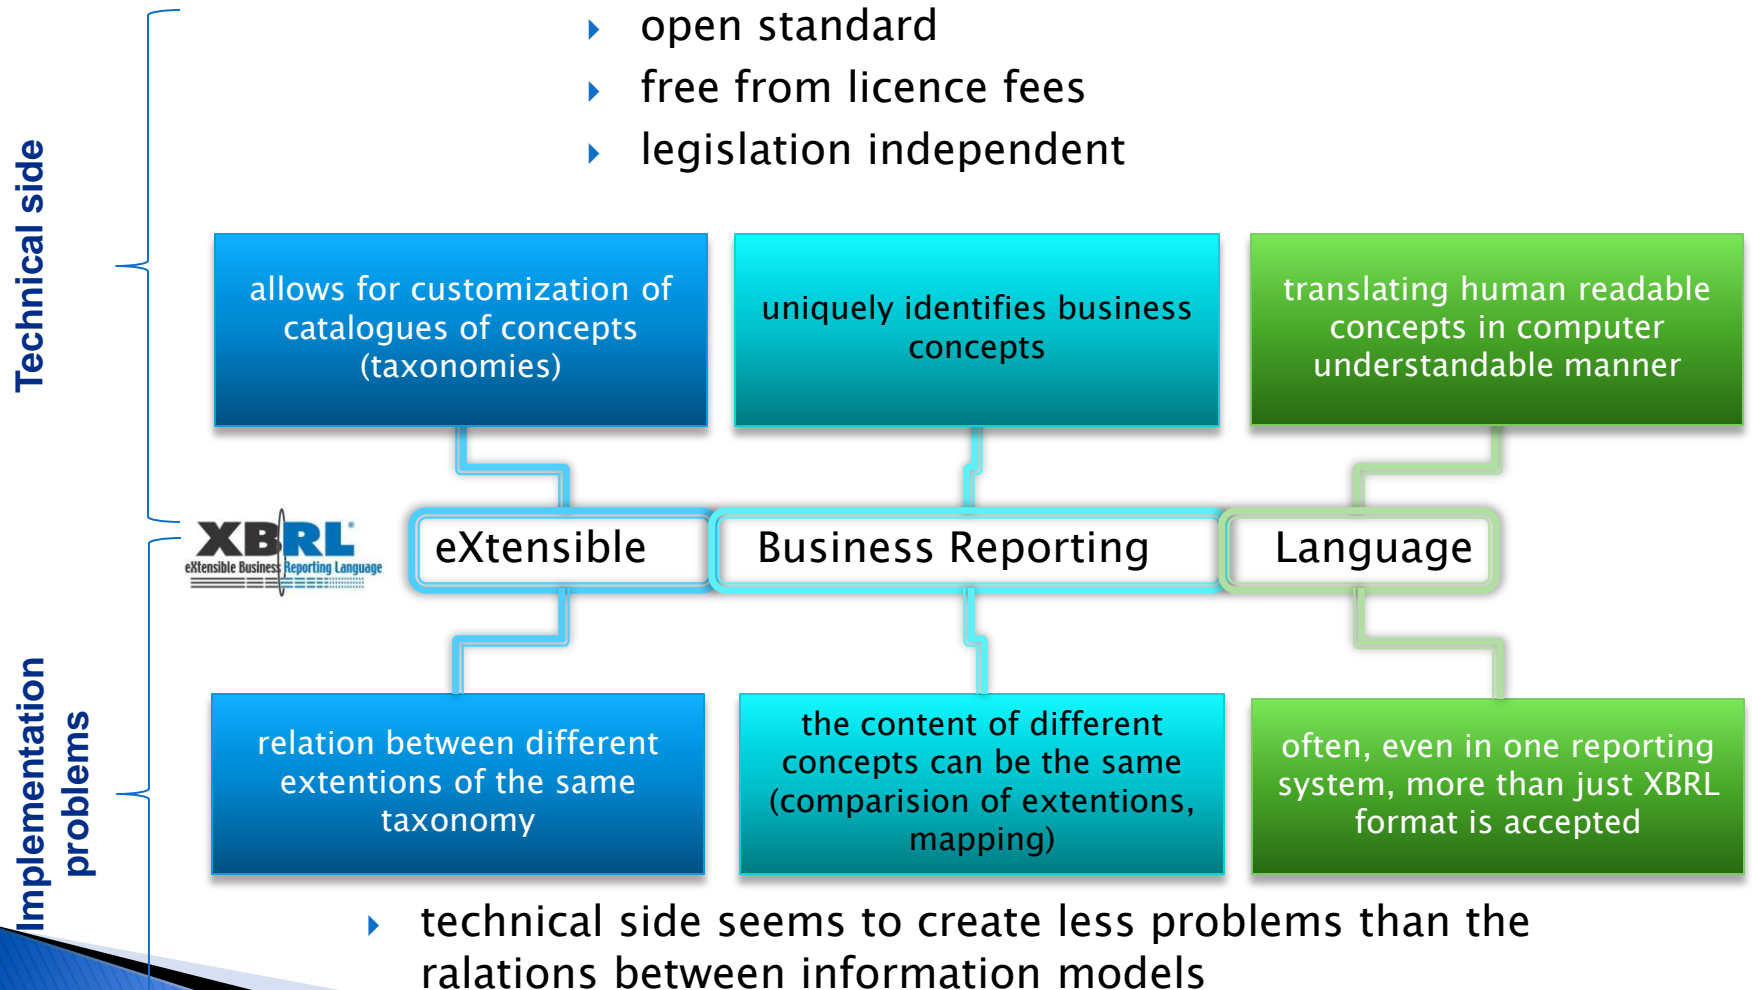 open standard
free from licence fees
legislation independent
Technical side
allows for customization of
catalogues of concepts
(taxonomies)
uniquely identifies business
concepts
translating human readable
concepts in computer
understandable manner
XBRL
eXtensible Business Reporting Language
eXtensible
Business Reporting
Language
Implementation
problems
relation between different
extentions of the same
taxonomy
the content of different
concepts can be the same
(comparision of extentions,
mapping)
often, even in one reporting
system, more than just XBRL
format is accepted
technical side seems to create less problems than the
ralations between information models